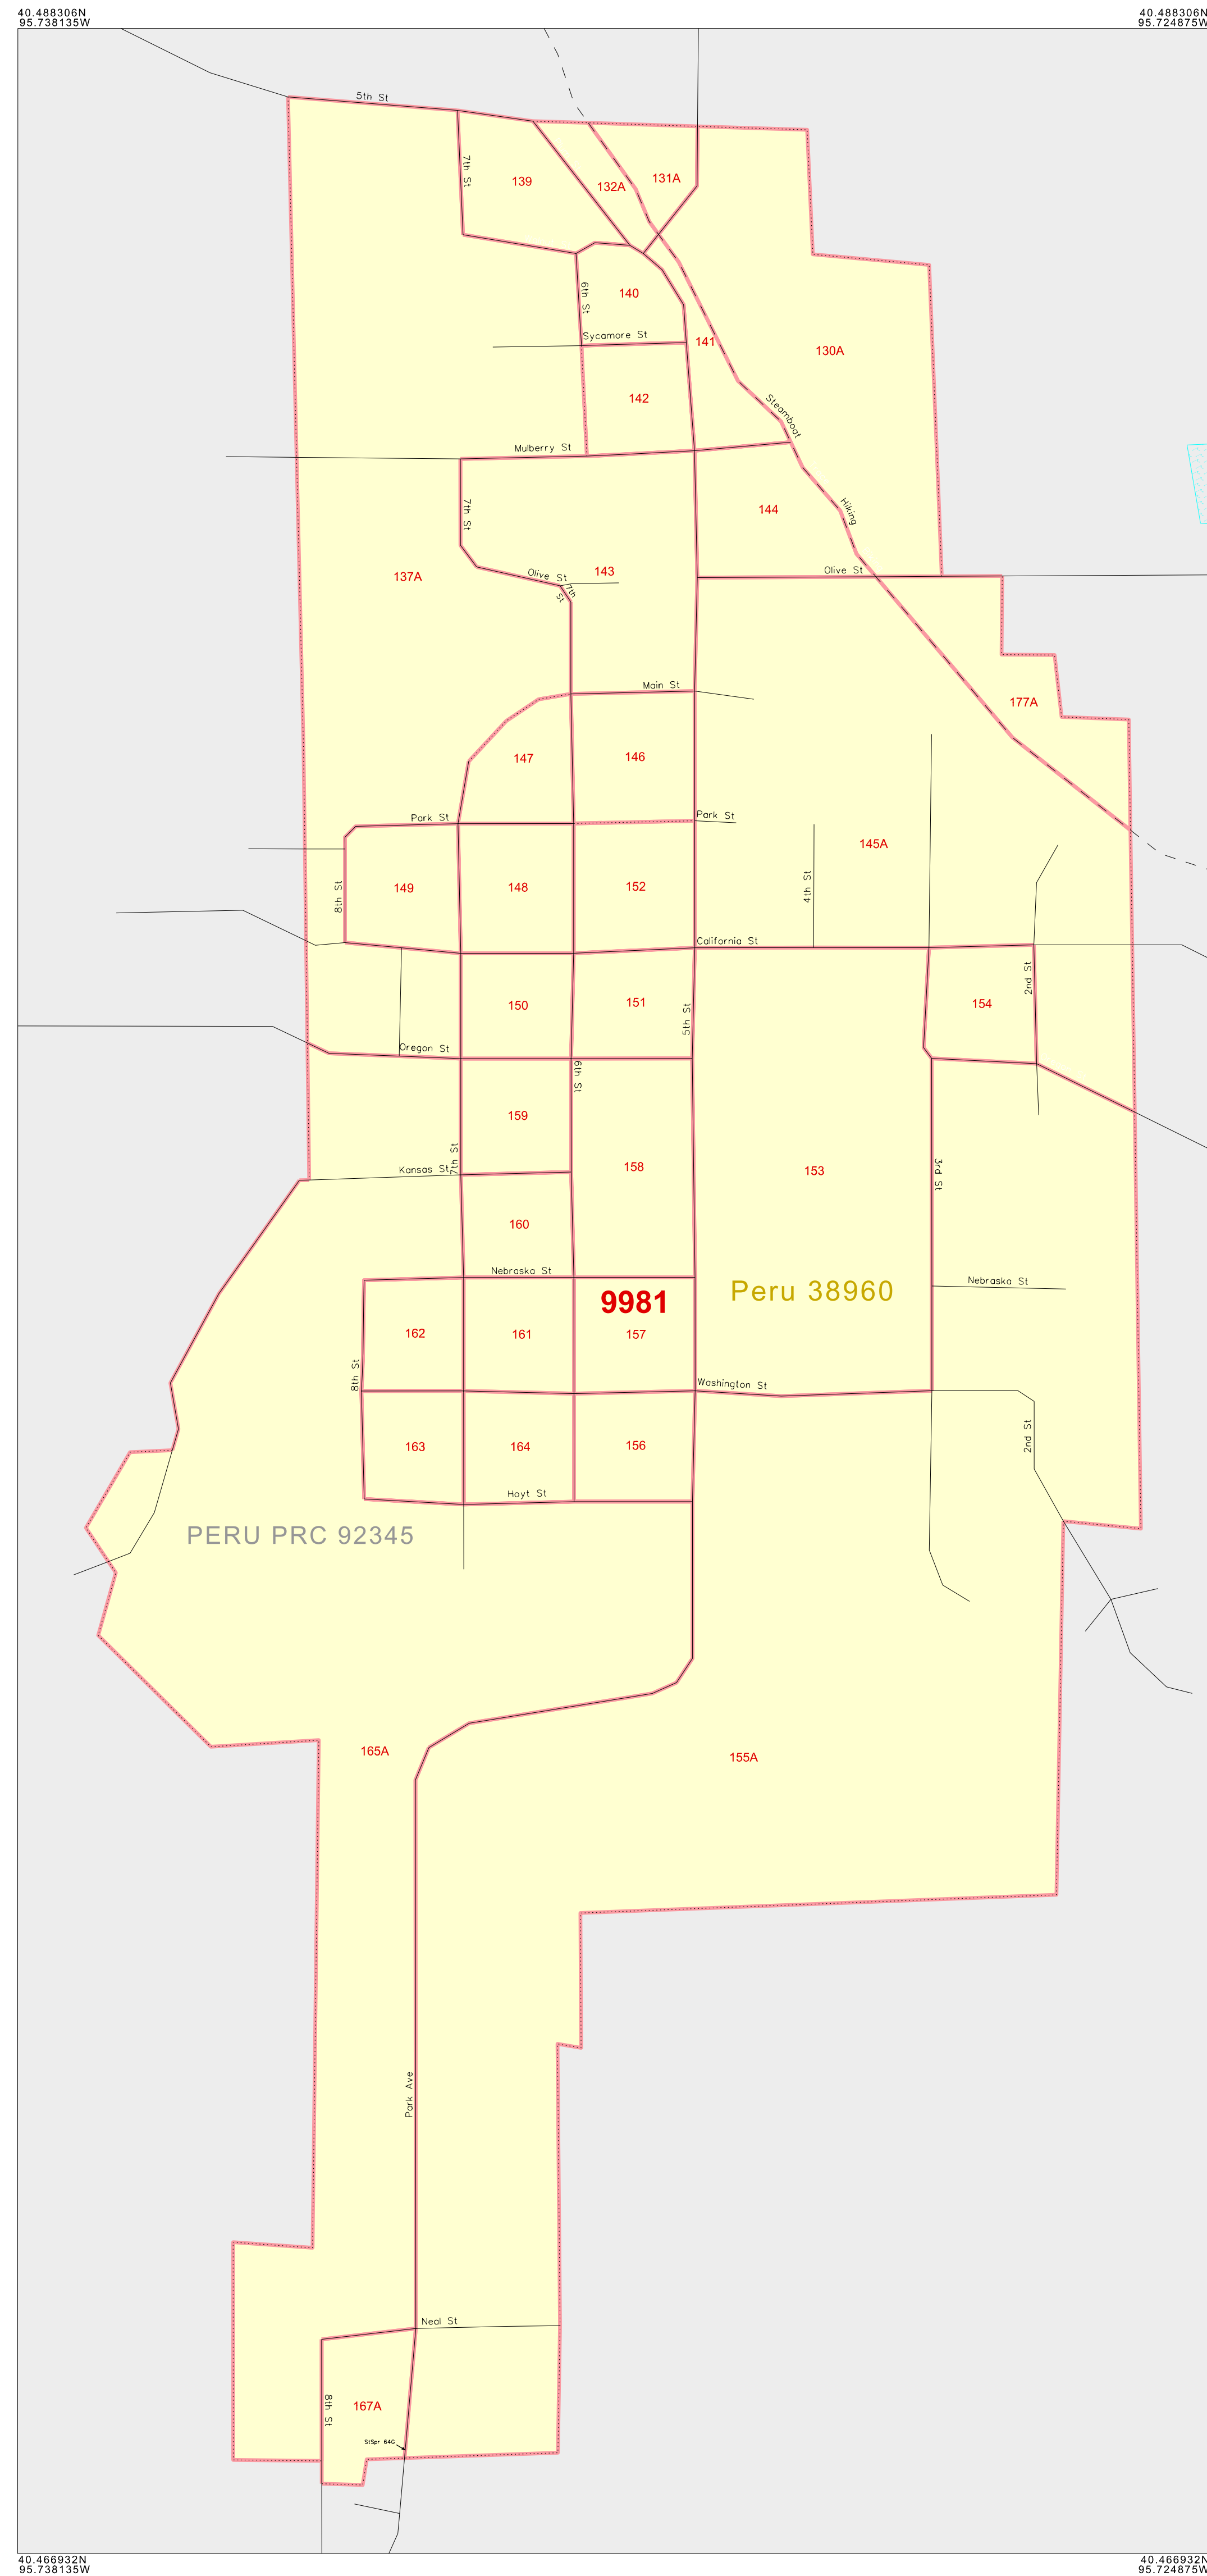 40.488306N
95.738135W
40.488306N
95.724875W
5th St
7th St
139
132A
131A
140
6th St
Sycamore St
141
130A
142
Steamboat
Mulberry St
7th St
144
Hiking
137A
Olive St
7th
St
143
Olive St
Main St
177A
147
146
Park St
Park St
145A
8th St
149
148
152
4th St
California St
2nd St
150
151
5th St
154
Oregon St
6th St
159
7th St
158
153
3rd St
Kansas St
160
Nebraska St
Nebraska St
9981
Peru 38960
162
161
157
8th St
Washington St
2nd St
163
164
156
Hoyt St
PERU PRC 92345
165A
155A
Park Ave
Neal St
8th St
167A
StSpr 64G
40.466932N
95.738135W
40.466932N
95.724875W